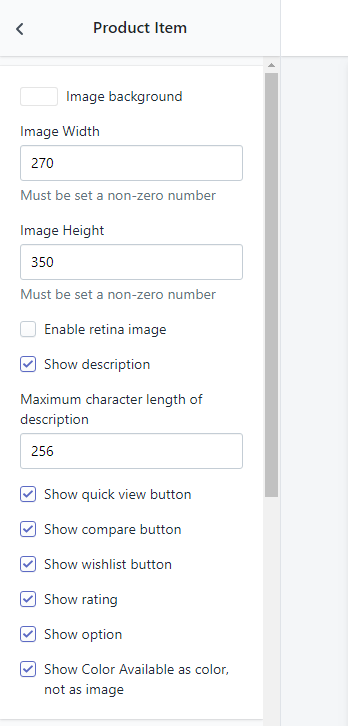 Product Item
Image background
Image Width
270
Must be set a non-zero number
Image Height
350
Must be set a non-zero number
Enable retina image
Show description
Maximum character length of
description
256
Show quick view button
Show compare button
Show wishlist button
Show rating
Show option
Show Color Available as color,
not as image